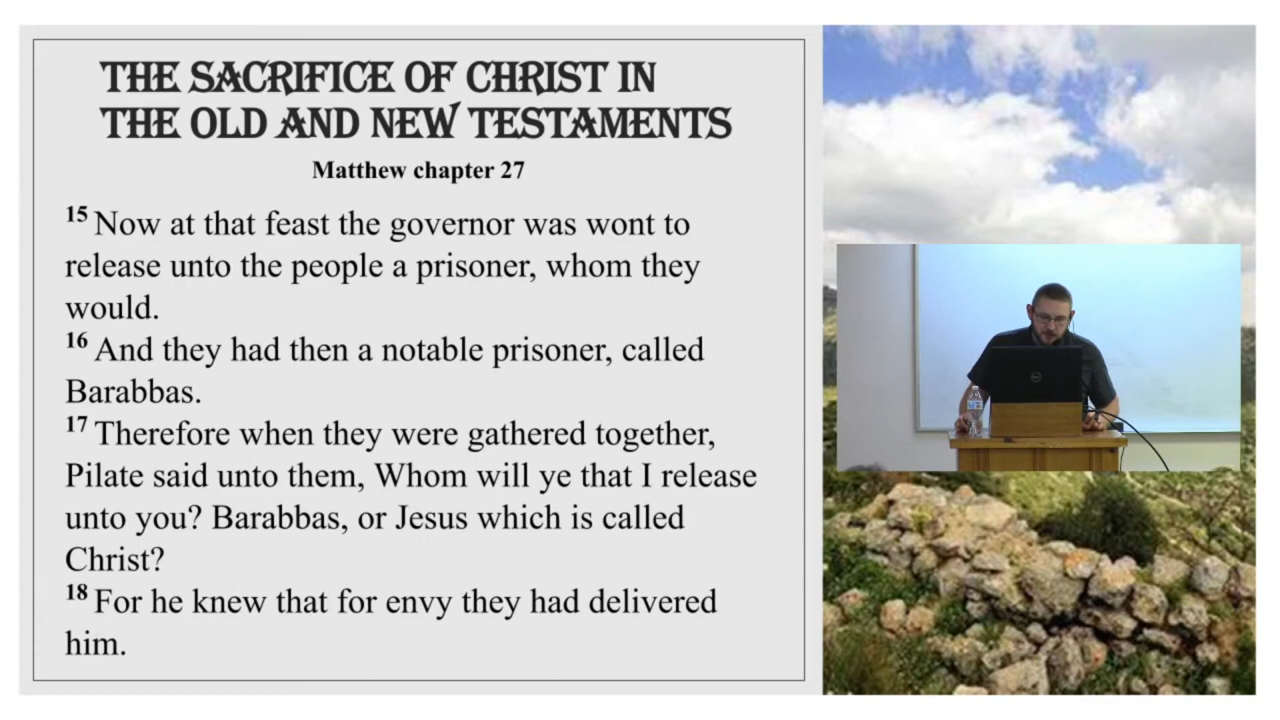 THE SACRIFICE OF CHRIST IN
THE OLD AND NEW TESTAMENTS
Matthew chapter 27
15 Now at that feast the governor was wont to
release unto the people a prisoner, whom they
would.
16 And they had then a notable prisoner, called
Barabbas.
17 Therefore when they were gathered together,
Pilate said unto them, Whom will ye that I release
unto you? Barabbas, or Jesus which is called
Christ?
18 For he knew that for envy they had delivered
him.